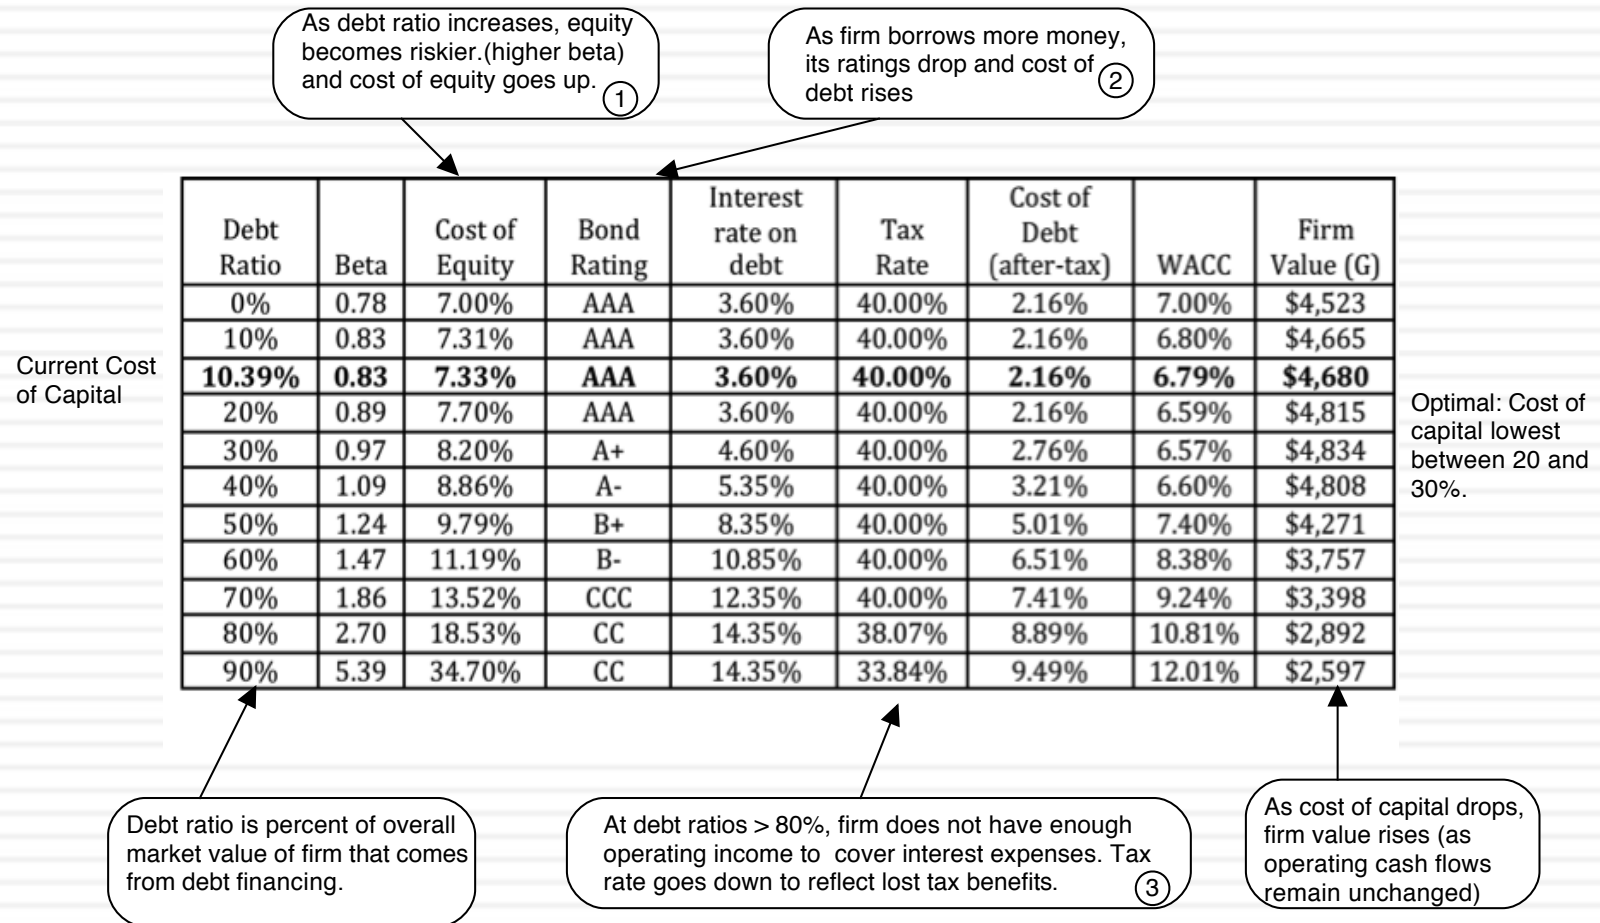 As debt ratio increases, equity
becomes riskier.(higher beta)
and cost of equity goes up.
1
As firm borrows more money,
its ratings drop and cost of
debt rises
2
Debt Ratio Beta Cost of Equity Bond Rating Interest rate on debt Tax Rate Cost of Debt (after-tax) WACC Firm Value (G)
0% 0.78 7.00% AAA 3.60% 40.00% 2.16% 7.00% $4,523
10% 0.83 7.31% AAA 3.60% 40.00% 2.16% 6.80% $4,665
10.39% 0.83 7.33% AAA 3.60% 40.00% 2.16% 6.79% $4,680
20% 0.89 7.70% AAA 3.60% 40.00% 2.16% 6.59% $4,815
30% 0.97 8.20% A+ 4.60% 40.00% 2.76% 6.57% $4,834
40% 1.09 8.86% A- 5.35% 40.00% 3.21% 6.60% $4,808
50% 1.24 9.79% B+ 8.35% 40.00% 5.01% 7.40% $4,271
60% 1.47 11.19% B- 10.85% 40.00% 6.51% 8.38% $3,757
70% 1.86 13.52% CCC 12.35% 40.00% 7.41% 9.24% $3,398
80% 2.70 18.53% CC 14.35% 38.07% 8.89% 10.81% $2,892
90% 5.39 34.70% CC 14.35% 33.84% 9.49% 12.01% $2,597
Current Cost
of Capital
Optimal: Cost of
capital lowest
between 20 and
30%.
Debt ratio is percent of overall
market value of firm that comes
from debt financing.
At debt ratios > 80%, firm does not have enough
operating income to cover interest expenses. Tax
rate goes down to reflect lost tax benefits.
3
As cost of capital drops,
firm value rises (as
operating cash flows
remain unchanged)